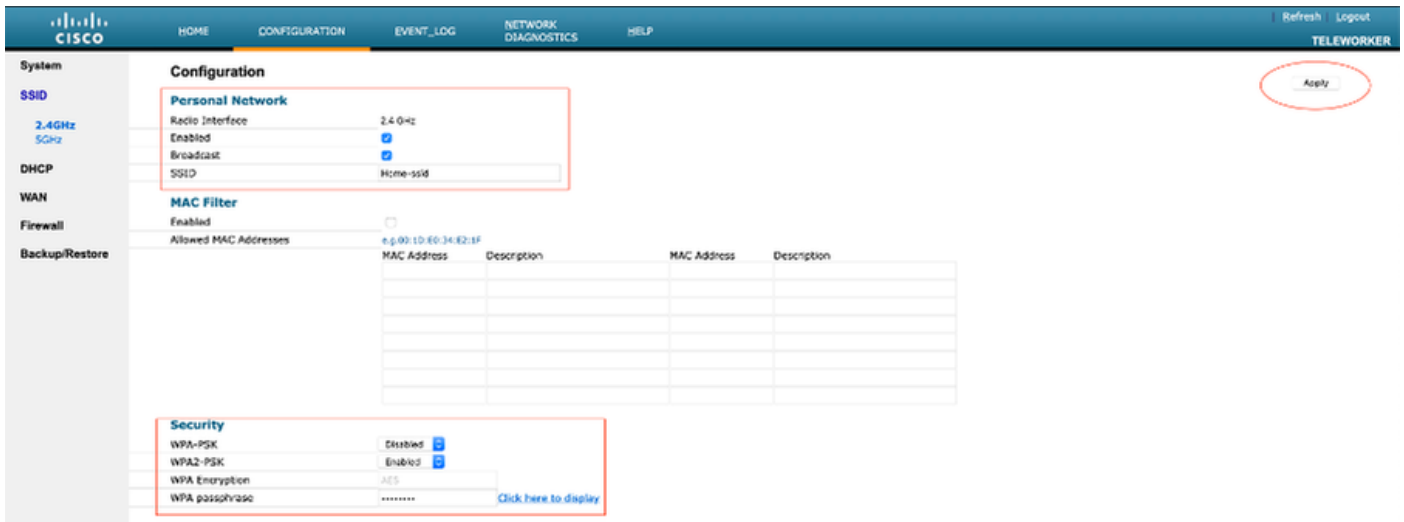 Refresh Logout
CISCO HOME CONFIGURATION EVENT_LOG NETWORK DIAGNOSTICS HELP
TELEWORKER
System
SSID
2.4GHz
5GHz
DHCP
WAN
Firewall
Backup/Restore
Configuration
Apply
Personal Network
Radio Interface 2.4 GHz
Enabled
Broadcast
SSID Home-ssid
MAC Filter
Enabled
Allowed MAC Addresses e.g.00:1D:E0:34:E2:1F
MAC Address Description MAC Address Description
Security
WPA-PSK Disabled
WPA2-PSK Enabled
WPA Encryption AES
WPA passphrase •••••••• Click here to display